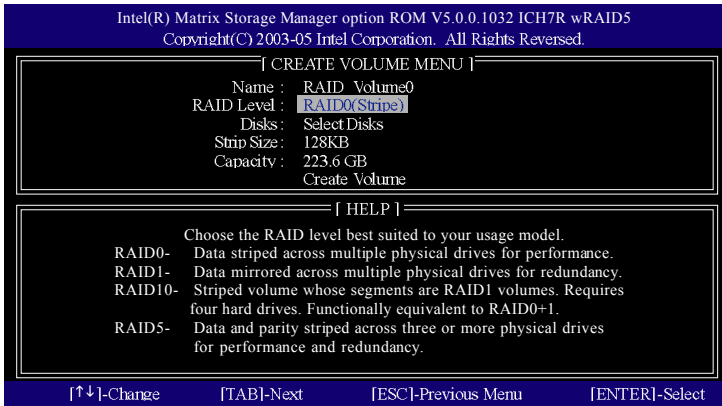 Intel(R) Matrix Storage Manager option ROM V5.0.0.1032 ICH7R wRAID5
Copyright(C) 2003-05 Intel Corporation. All Rights Reversed.
[ CREATE VOLUME MENU ]
Name : RAID_Volume0
RAID Level : RAID0(Stripe)
Disks : Select Disks
Strip Size : 128KB
Capacity : 223.6 GB
Create Volume
[ HELP ]
Choose the RAID level best suited to your usage model.
RAID0- Data striped across multiple physical drives for performance.
RAID1- Data mirrored across multiple physical drives for redundancy.
RAID10- Striped volume whose segments are RAID1 volumes. Requires
four hard drives. Functionally equivalent to RAID0+1.
RAID5- Data and parity striped across three or more physical drives
for performance and redundancy.
[↑↓]-Change [TAB]-Next [ESC]-Previous Menu [ENTER]-Select